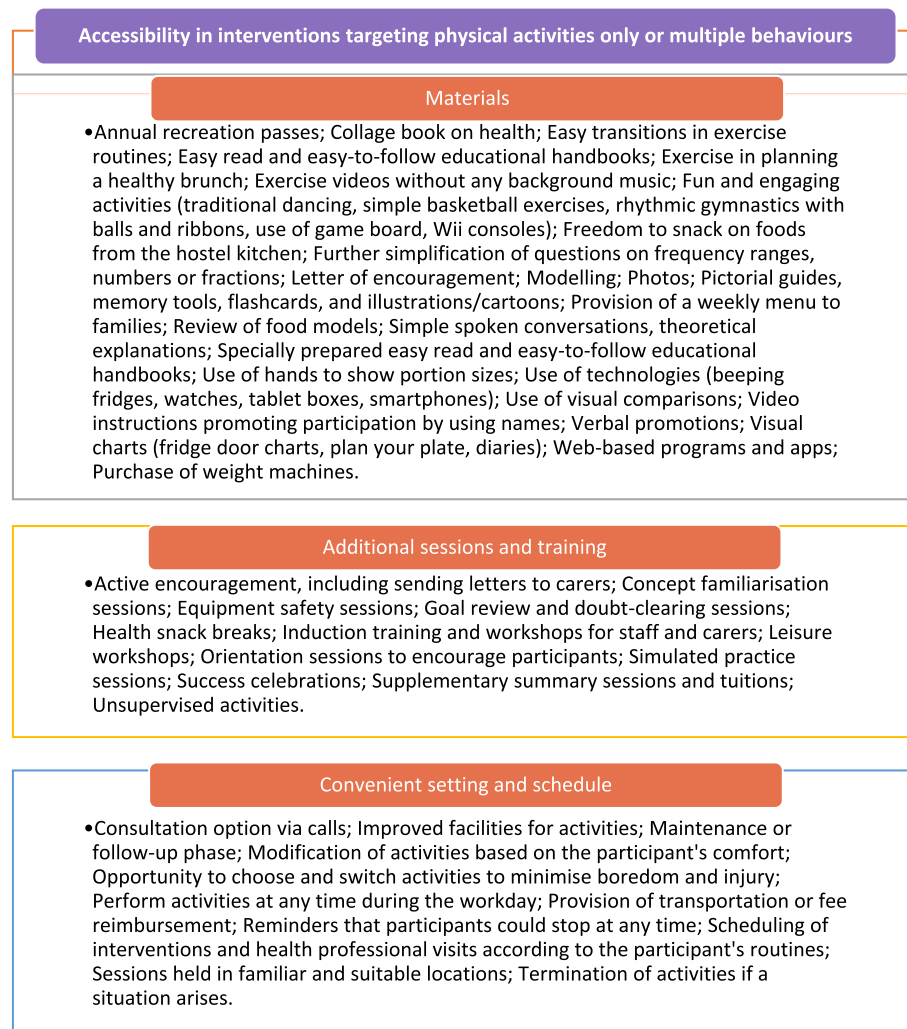 Accessibility in interventions targeting physical activities only or multiple behaviours
Materials
•Annual recreation passes; Collage book on health; Easy transitions in exercise
routines; Easy read and easy-to-follow educational handbooks; Exercise in planning
a healthy brunch; Exercise videos without any background music; Fun and engaging
activities (traditional dancing, simple basketball exercises, rhythmic gymnastics with
balls and ribbons, use of game board, Wii consoles); Freedom to snack on foods
from the hostel kitchen; Further simplification of questions on frequency ranges,
numbers or fractions; Letter of encouragement; Modelling; Photos; Pictorial guides,
memory tools, flashcards, and illustrations/cartoons; Provision of a weekly menu to
families; Review of food models; Simple spoken conversations, theoretical
explanations; Specially prepared easy read and easy-to-follow educational
handbooks; Use of hands to show portion sizes; Use of technologies (beeping
fridges, watches, tablet boxes, smartphones); Use of visual comparisons; Video
instructions promoting participation by using names; Verbal promotions; Visual
charts (fridge door charts, plan your plate, diaries); Web-based programs and apps;
Purchase of weight machines.
Additional sessions and training
•Active encouragement, including sending letters to carers; Concept familiarisation
sessions; Equipment safety sessions; Goal review and doubt-clearing sessions;
Health snack breaks; Induction training and workshops for staff and carers; Leisure
workshops; Orientation sessions to encourage participants; Simulated practice
sessions; Success celebrations; Supplementary summary sessions and tuitions;
Unsupervised activities.
Convenient setting and schedule
•Consultation option via calls; Improved facilities for activities; Maintenance or
follow-up phase; Modification of activities based on the participant's comfort;
Opportunity to choose and switch activities to minimise boredom and injury;
Perform activities at any time during the workday; Provision of transportation or fee
reimbursement; Reminders that participants could stop at any time; Scheduling of
interventions and health professional visits according to the participant's routines;
Sessions held in familiar and suitable locations; Termination of activities if a
situation arises.